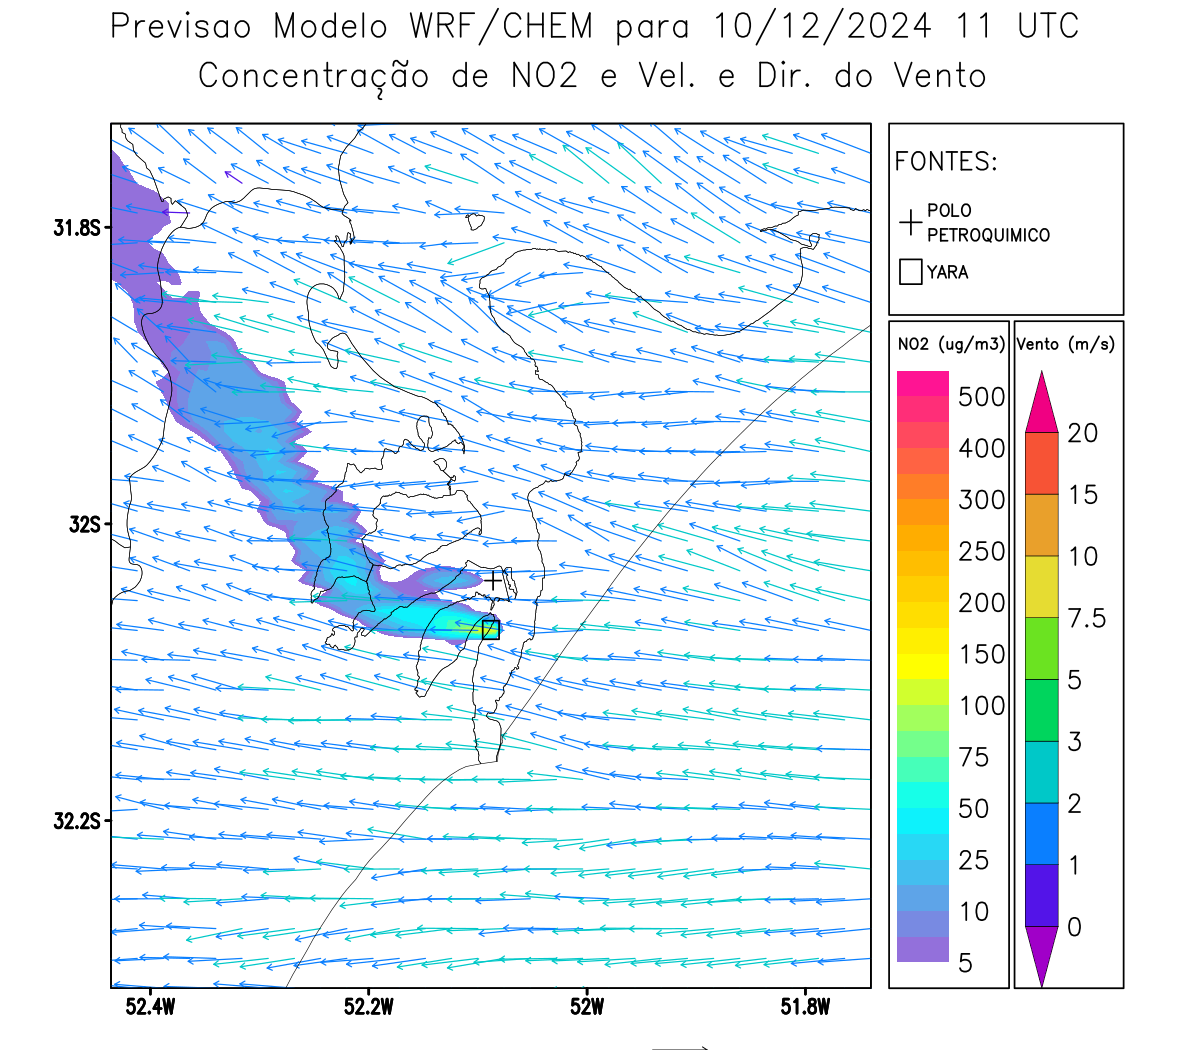 Previsao Modelo WRF/CHEM para 10/12/2024 11 UTC
Concentração de NO2 e Vel. e Dir. do Vento
FONTES:
POLO
PETROQUIMICO
YARA
NO2 (ug/m3)
500
400
300
250
200
150
100
75
50
25
10
5
Vento (m/s)
20
15
10
7.5
5
3
2
1
0
31.8S
32S
32.2S
52.4W
52.2W
52W
51.8W